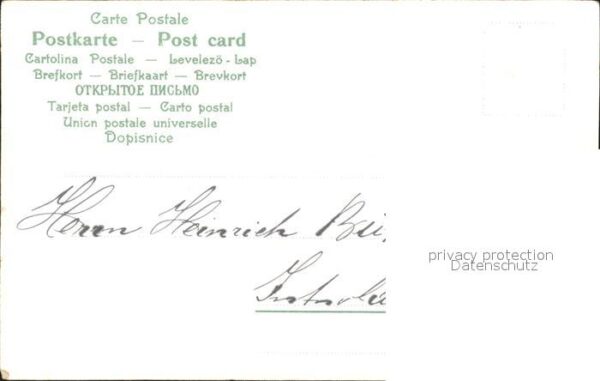 Carte Postale
Postkarte — Post card
Cartolina Postale — Levelező-Lap
Brefkort — Briefkaart — Brevkort
ОТКРЫТОЕ ПИСЬМО
Tarjeta postal — Carto postal
Union postale universelle
Dopisnice
Herrn Heinrich
privacy protection
Datenschutz